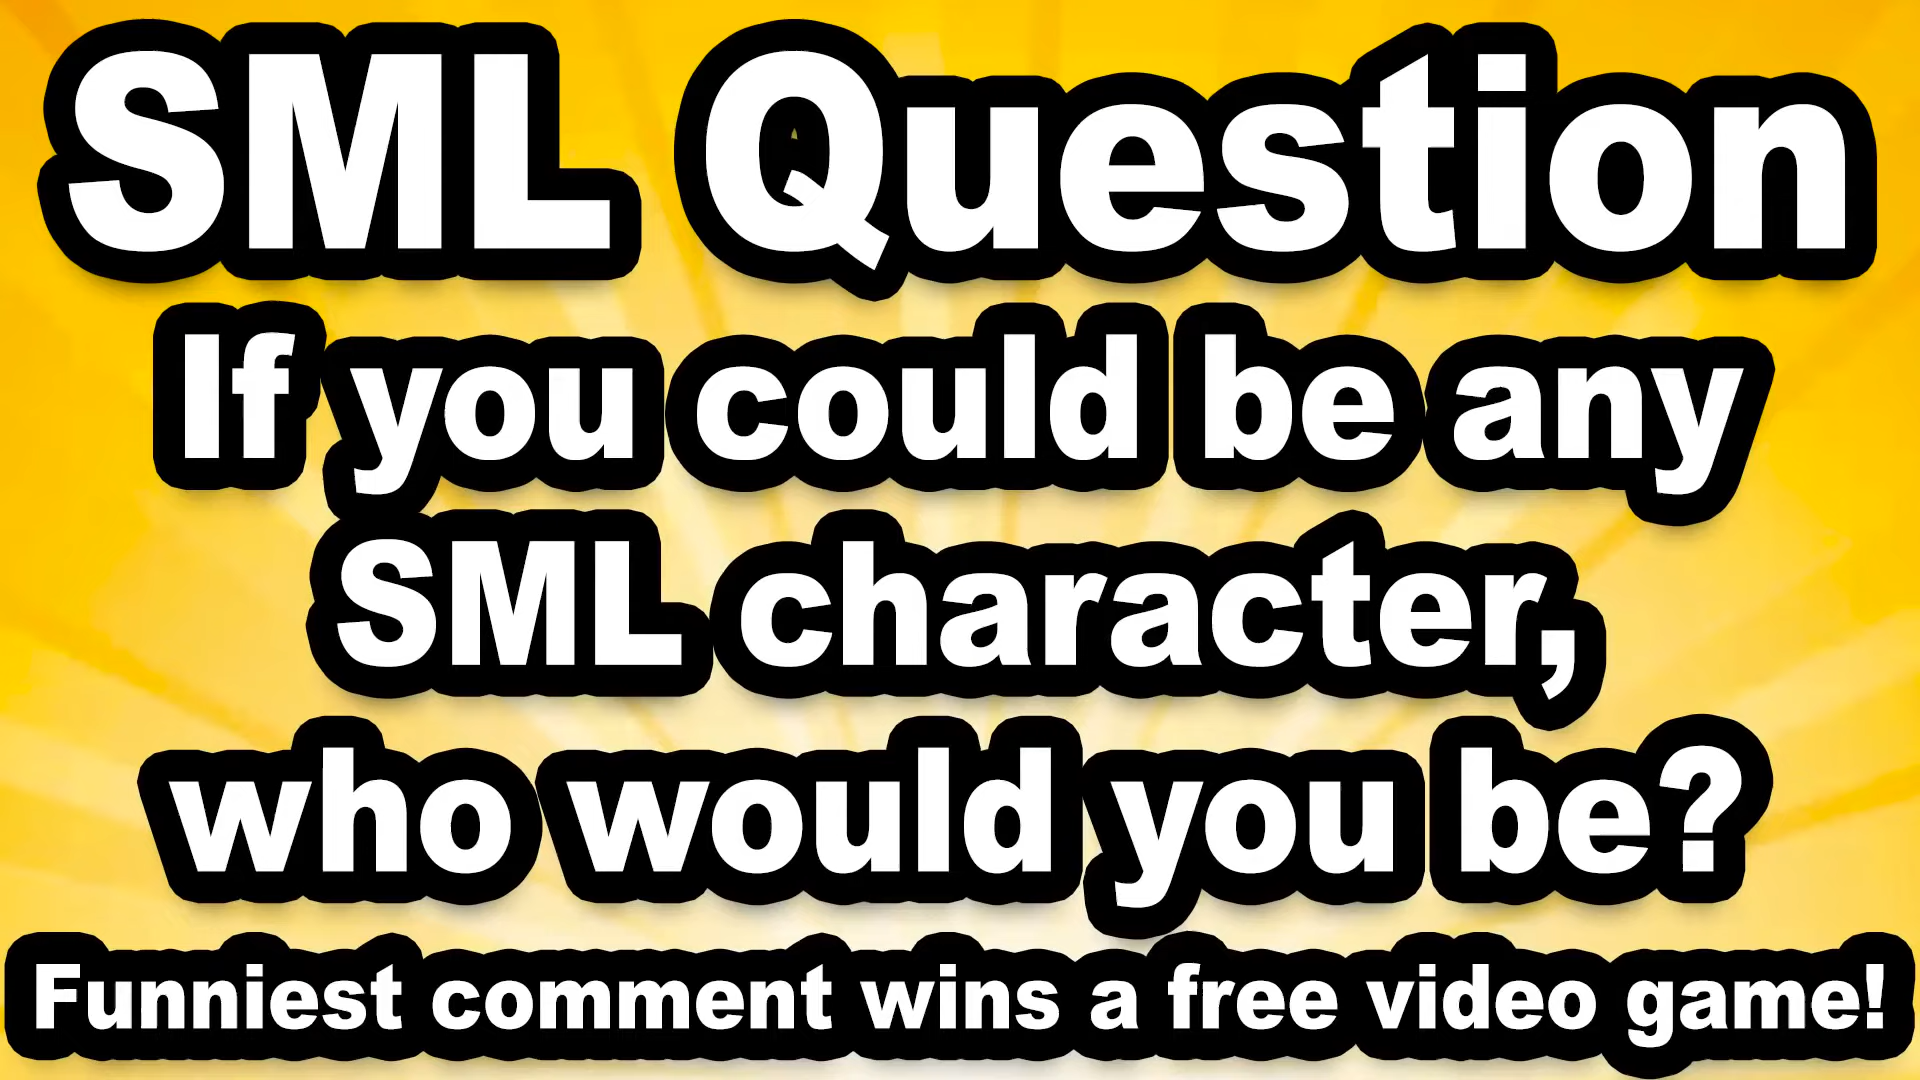 SML Question
If you could be any
SML character,
who would you be?
Funniest comment wins a free video game!